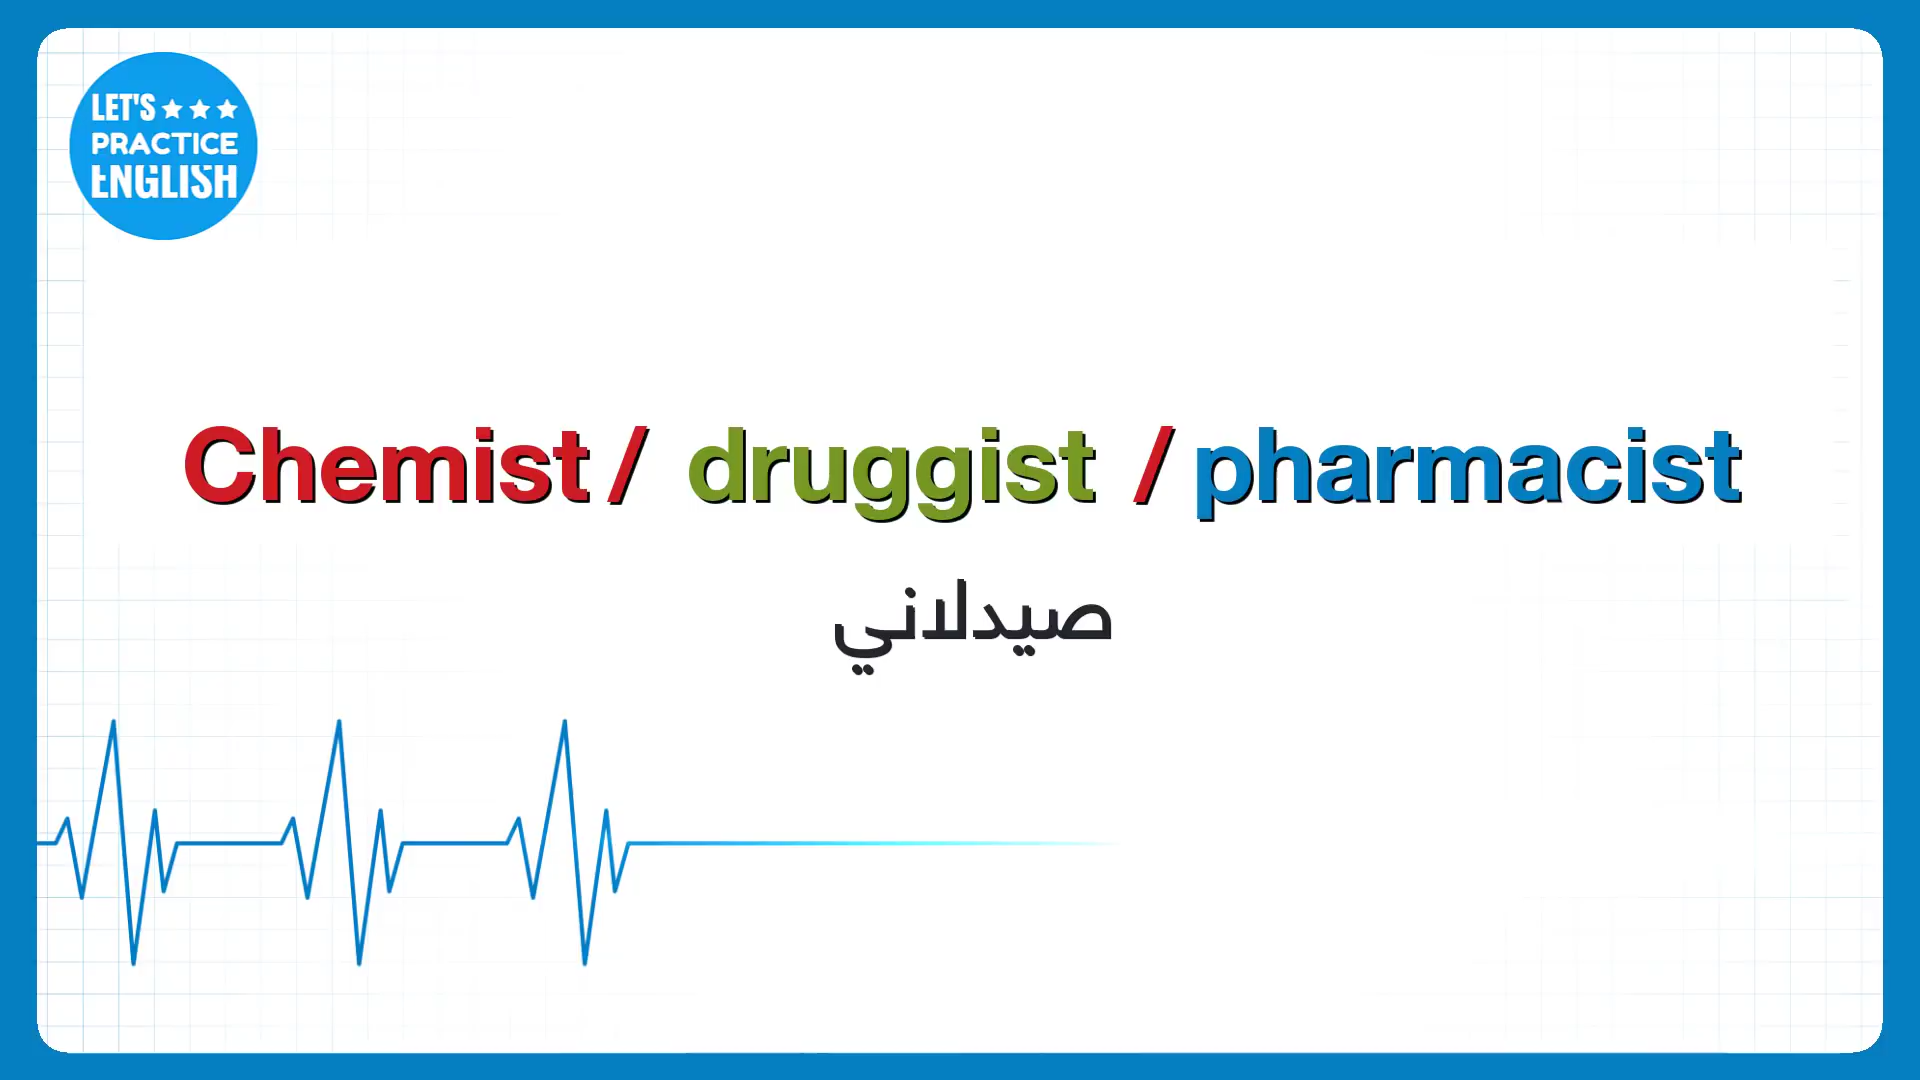 LET'S
PRACTICE
ENGLISH
Chemist / druggist / pharmacist
صيدلاني